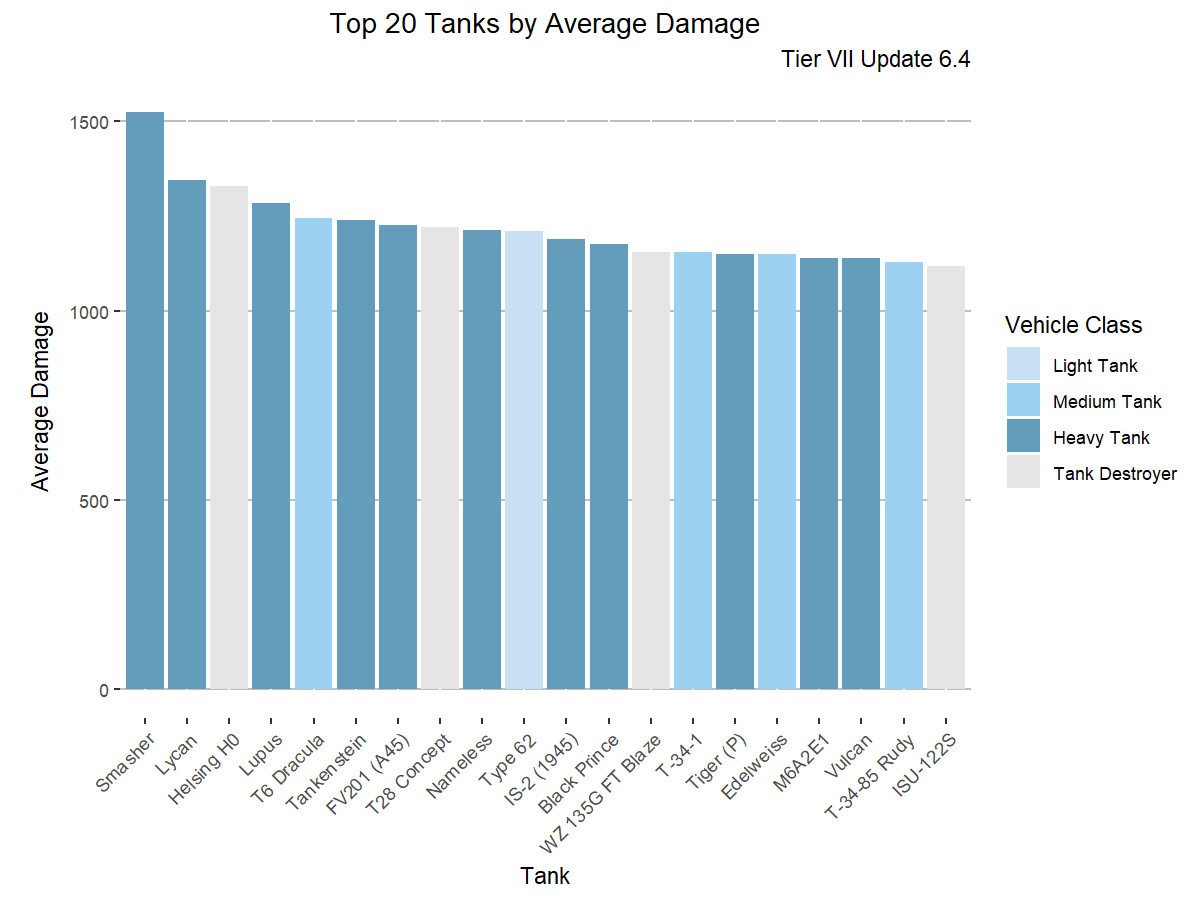 Top 20 Tanks by Average Damage
Tier VII Update 6.4
Average Damage
1500
1000
500
0
Smasher
Lycan
Helsing H0
Lupus
T6 Dracula
Tankenstein
FV201 (A45)
T28 Concept
Nameless
Type 62
IS-2 (1945)
Black Prince
WZ 135G FT Blaze
T-34-1
Tiger (P)
Edelweiss
M6A2E1
Vulcan
T-34-85 Rudy
ISU-122S
Tank
Vehicle Class
Light Tank
Medium Tank
Heavy Tank
Tank Destroyer